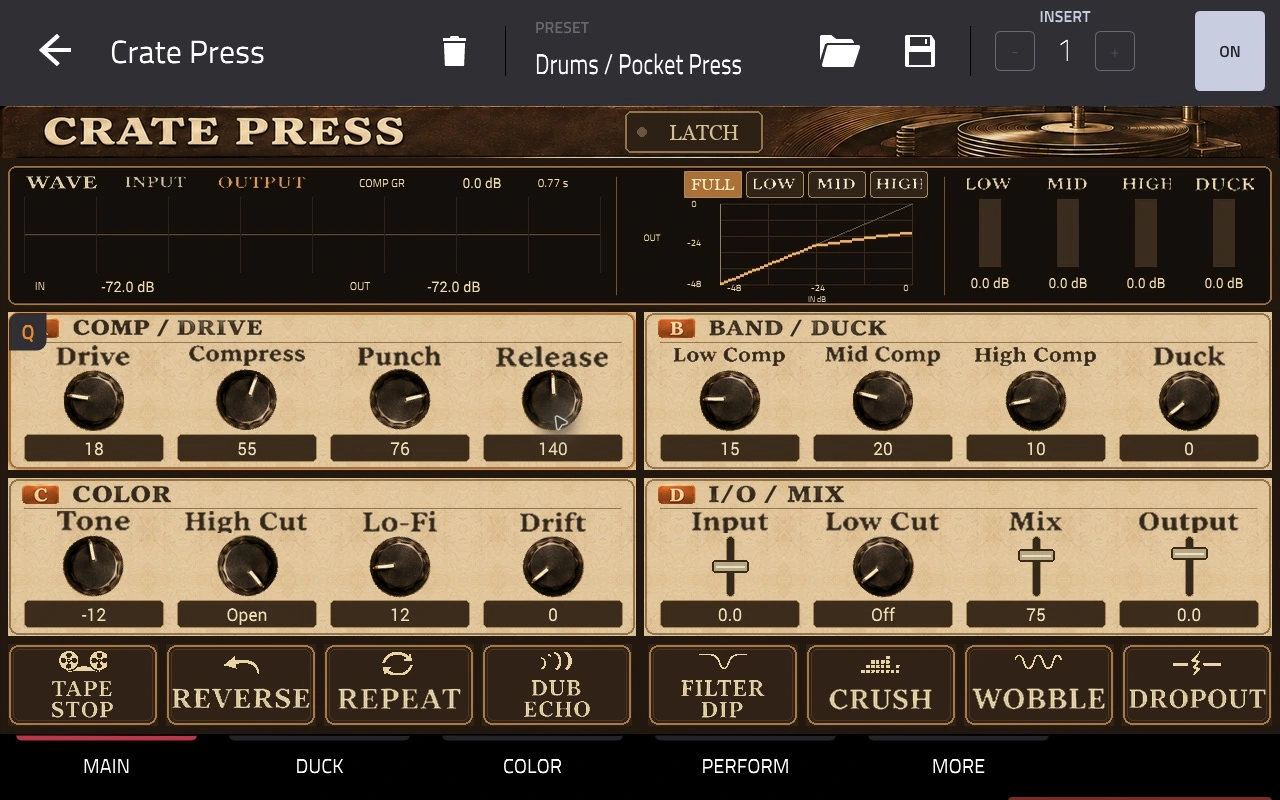 Crate Press
PRESET
Drums / Pocket Press
INSERT
- 1 +
ON
CRATE PRESS
LATCH
WAVE INPUT OUTPUT COMP GR 0.0 dB 0.77 s
FULL LOW MID HIGH
LOW MID HIGH DUCK
0
OUT -24
-48
-48 -24 0
IN dB
IN -72.0 dB OUT -72.0 dB
0.0 dB 0.0 dB 0.0 dB 0.0 dB
Q COMP / DRIVE
Drive Compress Punch Release
18 55 76 140
B BAND / DUCK
Low Comp Mid Comp High Comp Duck
15 20 10 0
C COLOR
Tone High Cut Lo-Fi Drift
-12 Open 12 0
D I/O / MIX
Input Low Cut Mix Output
0.0 Off 75 0.0
TAPE STOP
REVERSE
REPEAT
DUB ECHO
FILTER DIP
CRUSH
WOBBLE
DROPOUT
MAIN DUCK COLOR PERFORM MORE